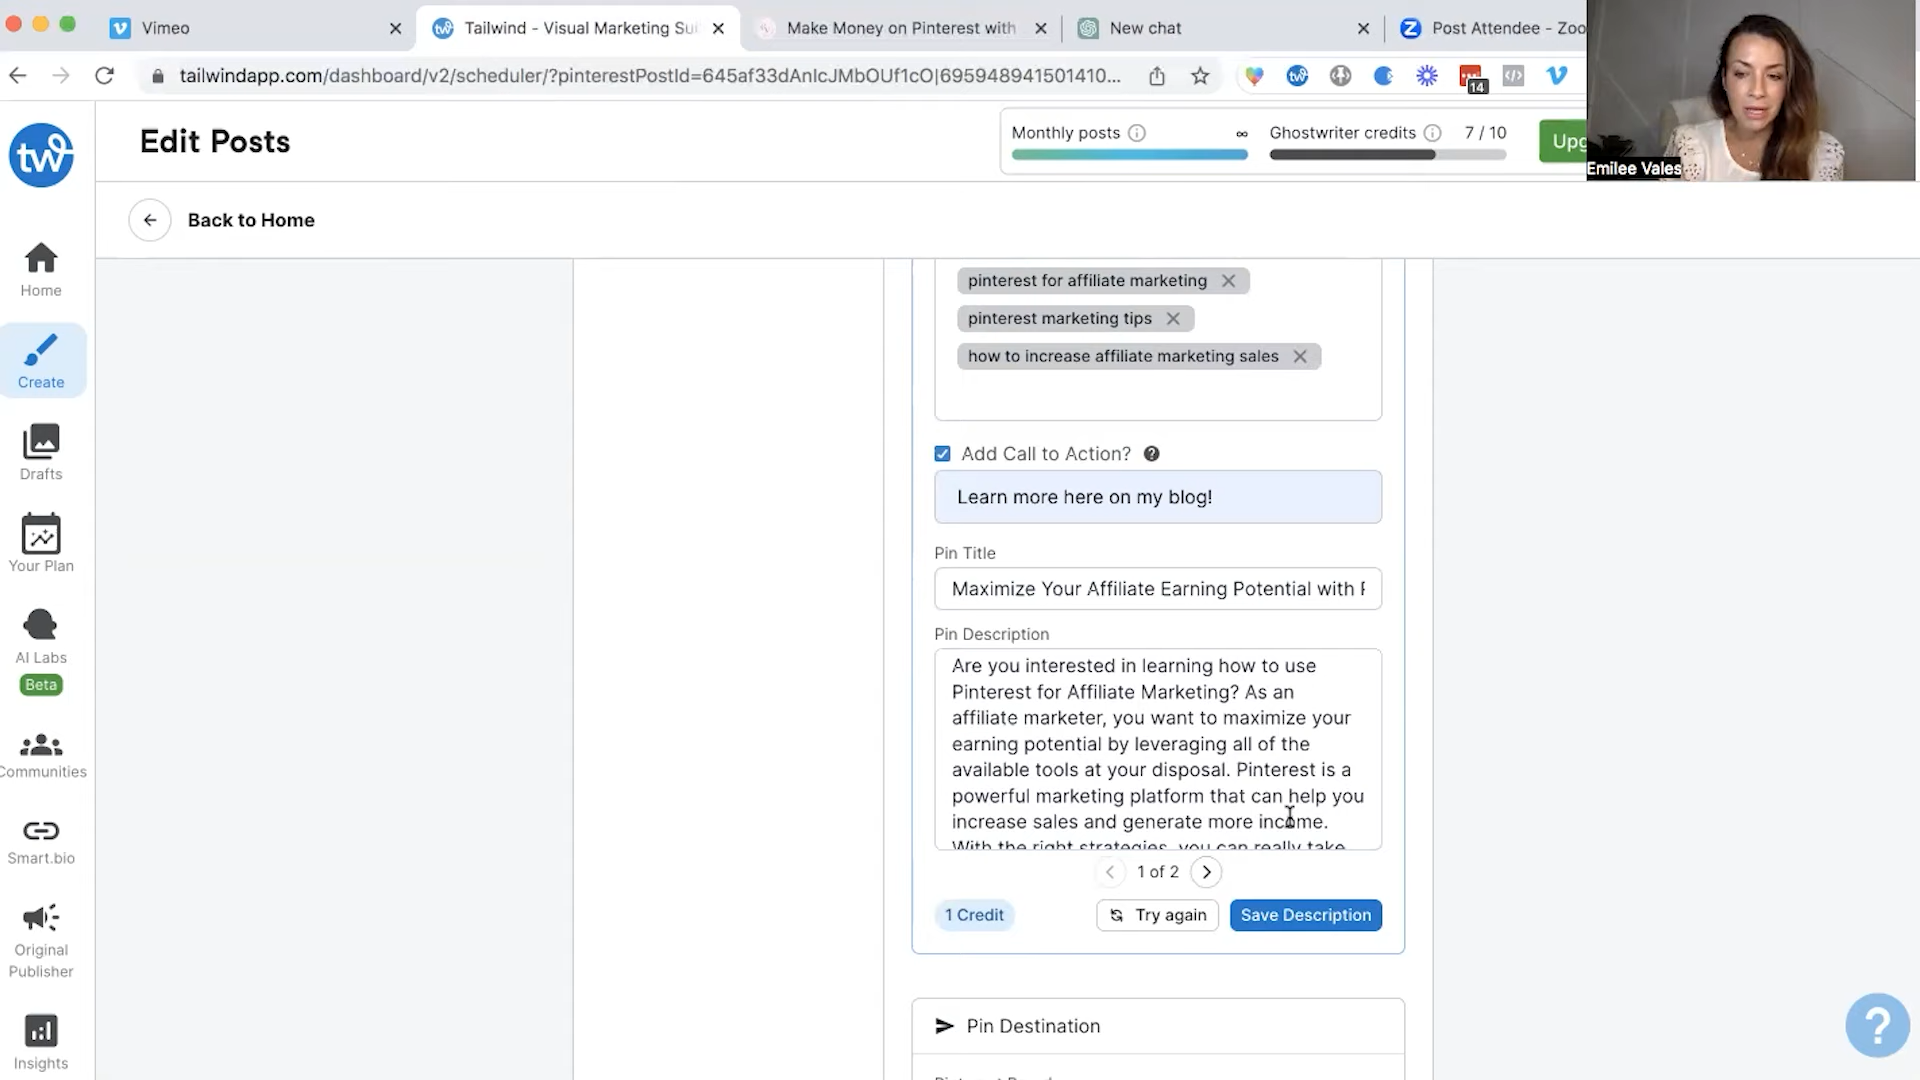 Vimeo
Tailwind - Visual Marketing Sui
Make Money on Pinterest with
New chat
Post Attendee - Zoo
tailwindapp.com/dashboard/v2/scheduler/?pinterestPostId=645af33dAnIcJMbOUf1cO|695948941501410...
14
Emilee Vales
tw
Edit Posts
Monthly posts
∞
Ghostwriter credits
7 / 10
Upg
Back to Home
Home
Create
Drafts
Your Plan
AI Labs
Beta
Communities
Smart.bio
Original
Publisher
Insights
pinterest for affiliate marketing
pinterest marketing tips
how to increase affiliate marketing sales
Add Call to Action?
Learn more here on my blog!
Pin Title
Maximize Your Affiliate Earning Potential with
Pin Description
Are you interested in learning how to use
Pinterest for Affiliate Marketing? As an
affiliate marketer, you want to maximize your
earning potential by leveraging all of the
available tools at your disposal. Pinterest is a
powerful marketing platform that can help you
increase sales and generate more income.
With the right strategies, you can really take
1 of 2
1 Credit
Try again
Save Description
Pin Destination
?